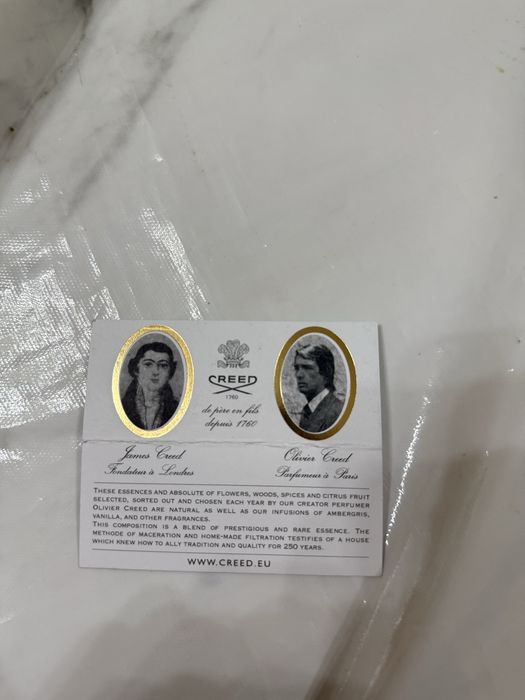 CREED
1760
de père en fils
depuis 1760
James Creed
Fondateur à Londres
Olivier Creed
Parfumeur à Paris
THESE ESSENCES AND ABSOLUTE OF FLOWERS, WOODS, SPICES AND CITRUS FRUIT
SELECTED, SORTED OUT AND CHOSEN EACH YEAR BY OUR CREATOR PERFUMER
OLIVIER CREED ARE NATURAL AS WELL AS OUR INFUSIONS OF AMBERGRIS,
VANILLA, AND OTHER FRAGRANCES.
THIS COMPOSITION IS A BLEND OF PRESTIGIOUS AND RARE ESSENCE. THE
METHODE OF MACERATION AND HOME-MADE FILTRATION TESTIFIES OF A HOUSE
WHICH KNEW HOW TO ALLY TRADITION AND QUALITY FOR 250 YEARS.
WWW.CREED.EU